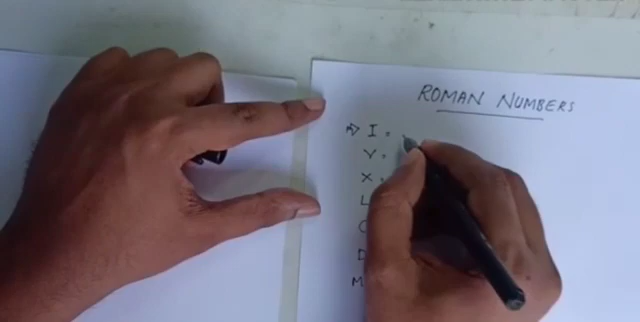 ROMAN NUMBERS
⇒ I =
V =
X =
L
C
D
M